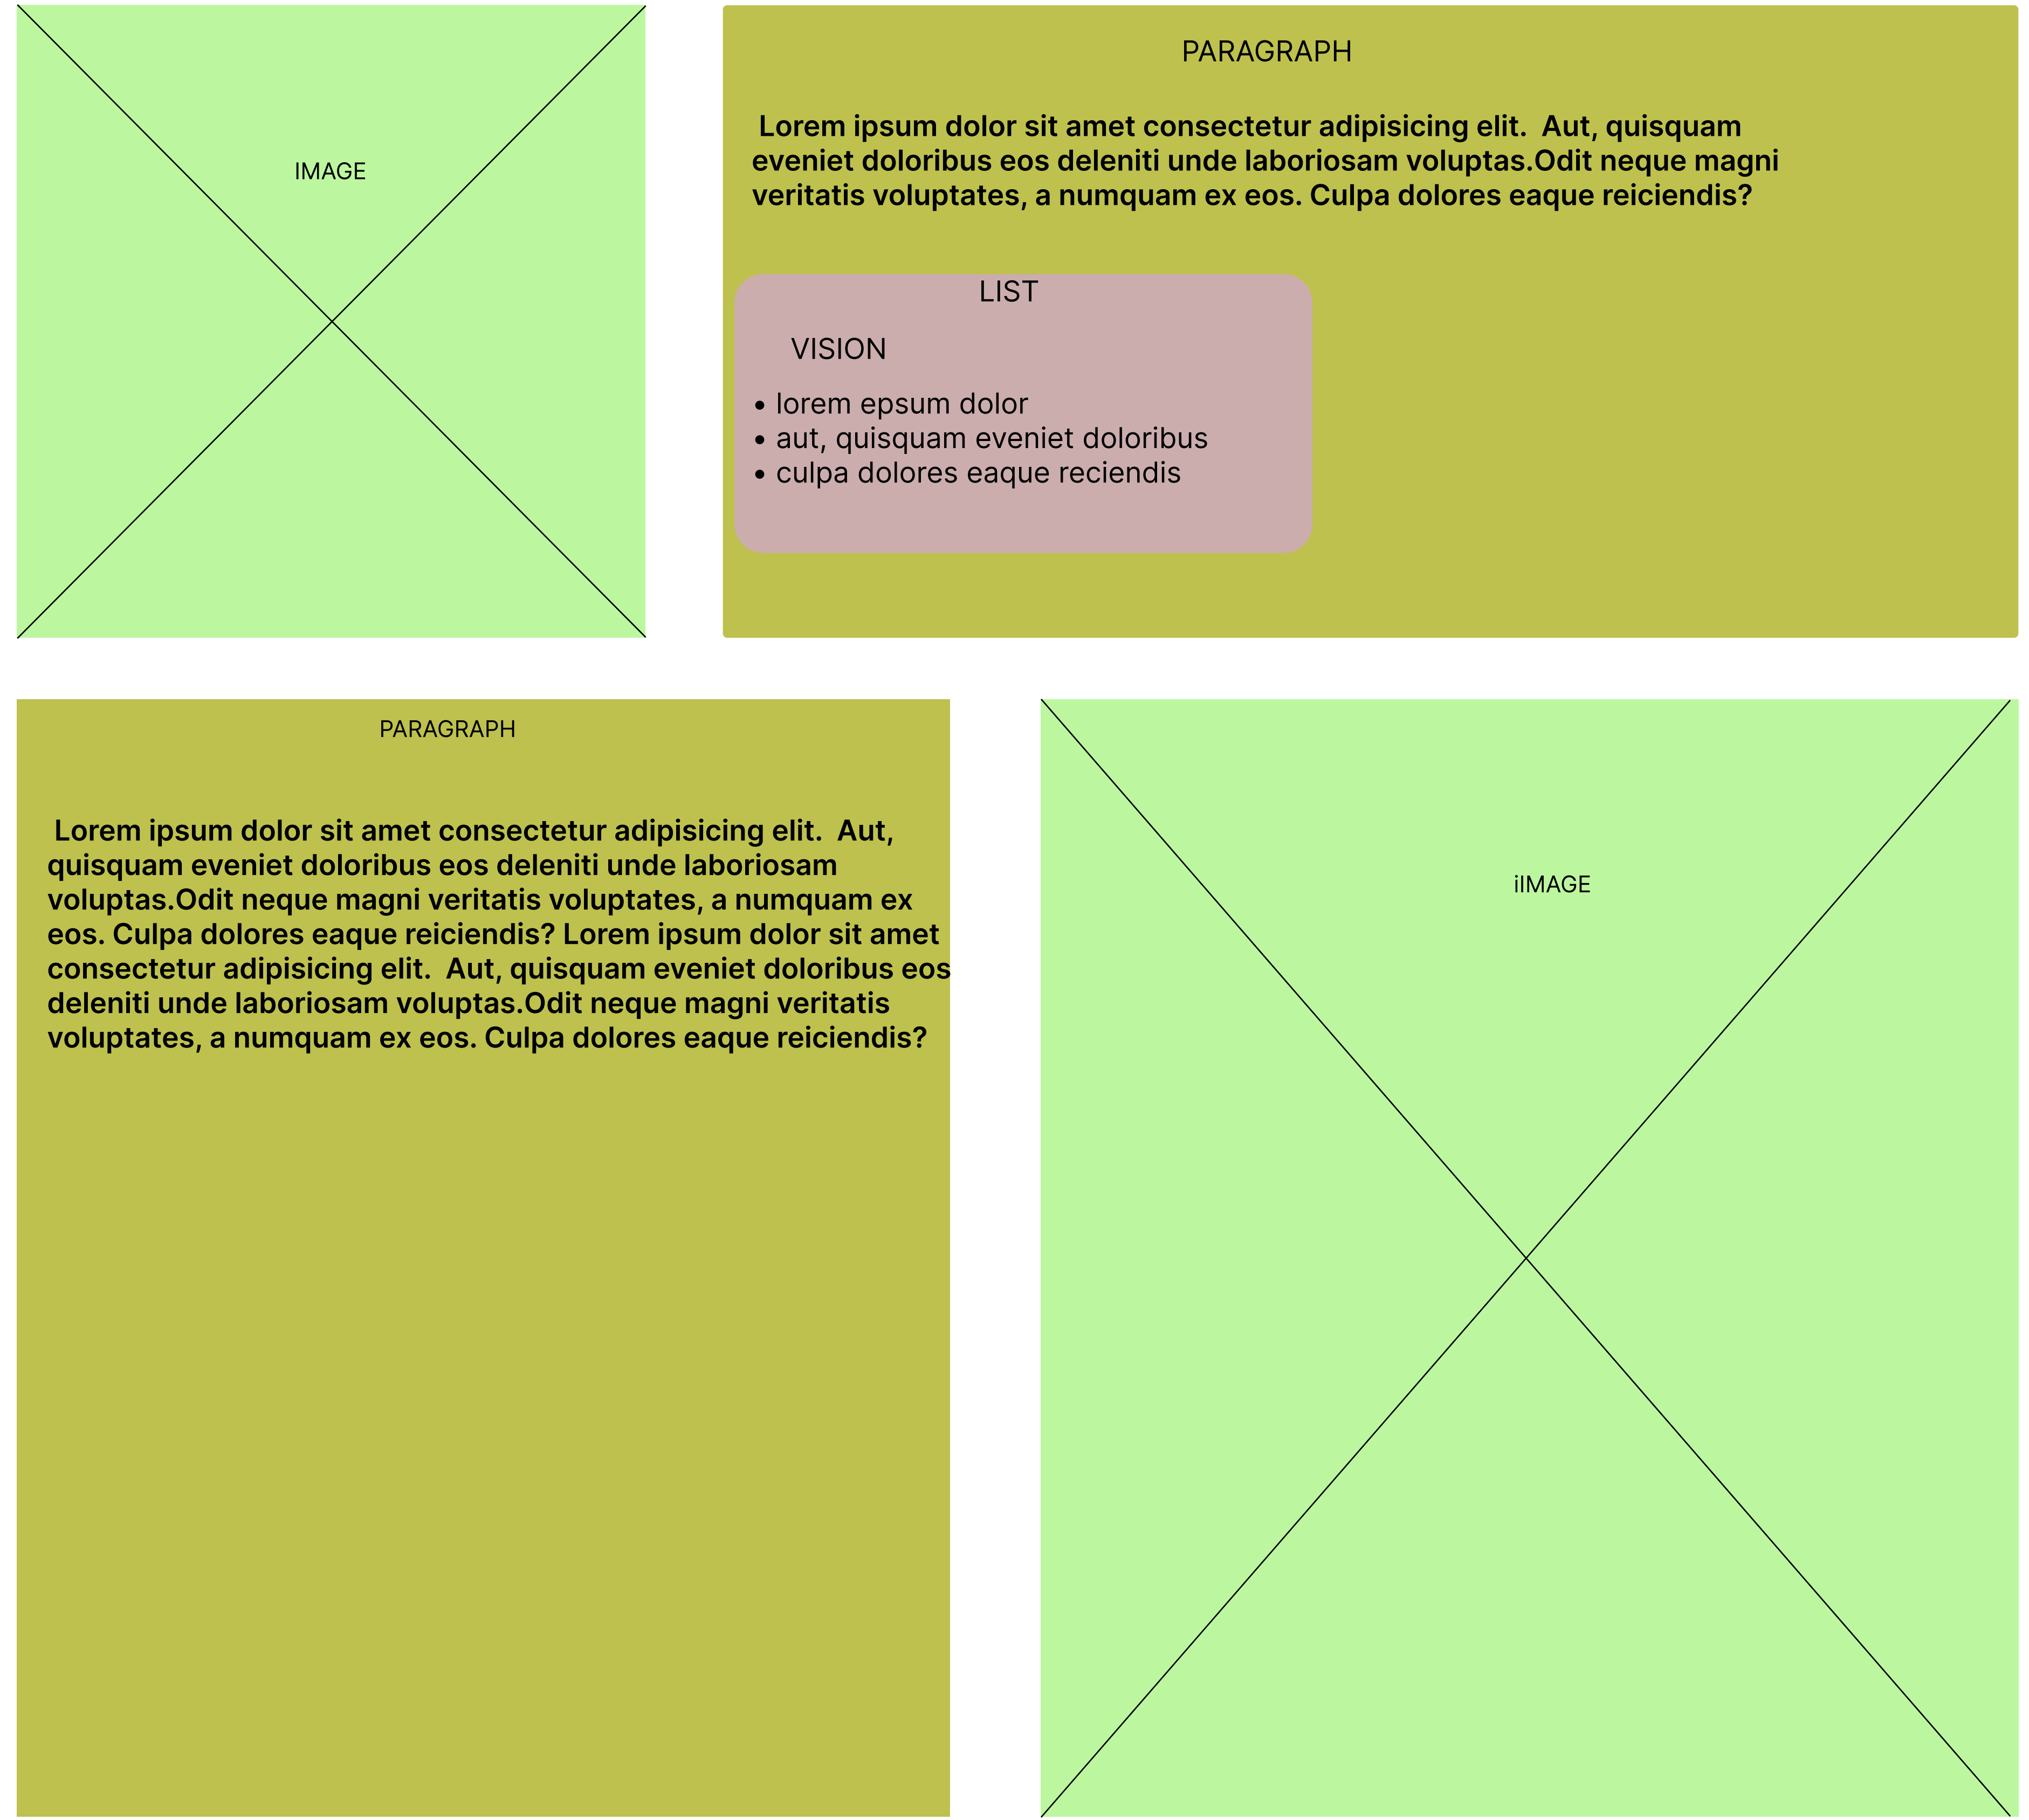 IMAGE
PARAGRAPH
Lorem ipsum dolor sit amet consectetur adipisicing elit.  Aut, quisquam
eveniet doloribus eos deleniti unde laboriosam voluptas.Odit neque magni
veritatis voluptates, a numquam ex eos. Culpa dolores eaque reiciendis?
LIST
VISION
• lorem epsum dolor
• aut, quisquam eveniet doloribus
• culpa dolores eaque reciendis
PARAGRAPH
Lorem ipsum dolor sit amet consectetur adipisicing elit.  Aut,
quisquam eveniet doloribus eos deleniti unde laboriosam
voluptas.Odit neque magni veritatis voluptates, a numquam ex
eos. Culpa dolores eaque reiciendis? Lorem ipsum dolor sit amet
consectetur adipisicing elit.  Aut, quisquam eveniet doloribus eos
deleniti unde laboriosam voluptas.Odit neque magni veritatis
voluptates, a numquam ex eos. Culpa dolores eaque reiciendis?
iIMAGE